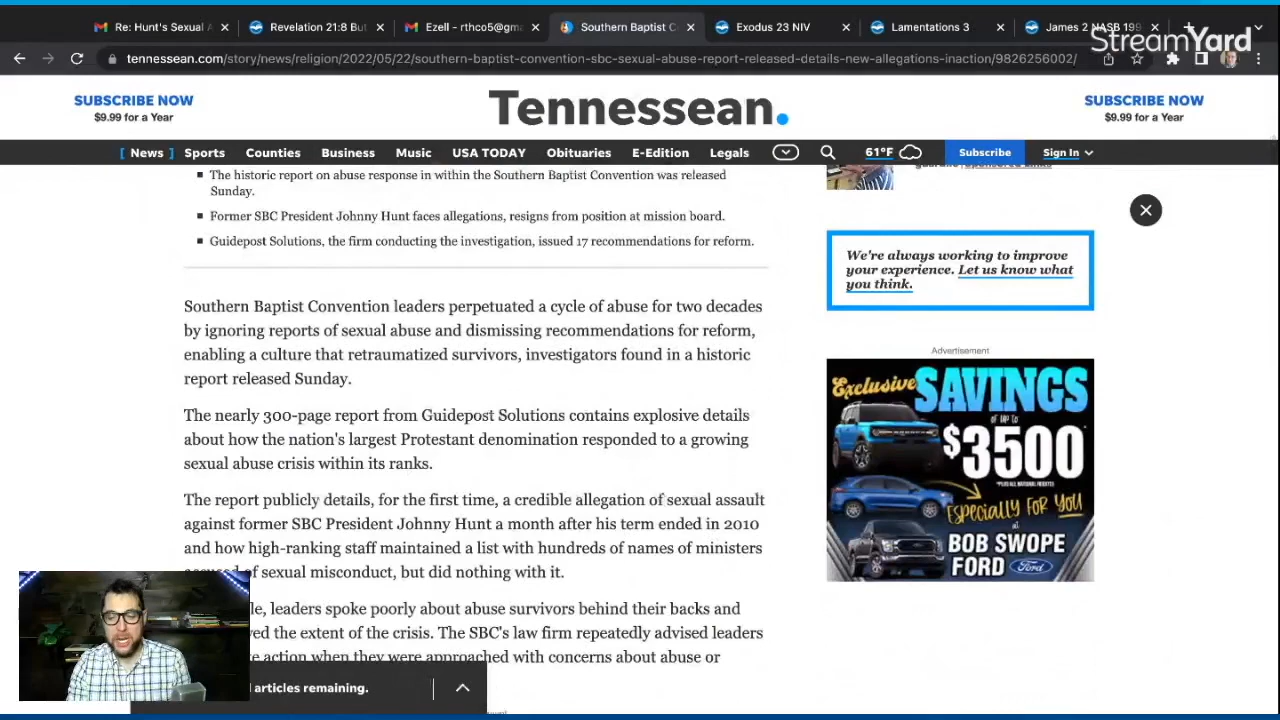 Re: Hunt's Sexual A
Revelation 21:8 Bu
Ezell - rthco5@gma
Southern Baptist C
Exodus 23 NIV
Lamentations 3
James 2 NASB 199
StreamYard
tennessean.com/story/news/religion/2022/05/22/southern-baptist-convention-sbc-sexual-abuse-report-released-details-new-allegations-inaction/9826256002/
SUBSCRIBE NOW
$9.99 for a Year
Tennessean.
SUBSCRIBE NOW
$9.99 for a Year
[ News ] Sports Counties Business Music USA TODAY Obituaries E-Edition Legals 61°F Subscribe Sign In
The historic report on abuse response in within the Southern Baptist Convention was released
Sunday.
Former SBC President Johnny Hunt faces allegations, resigns from position at mission board.
Guidepost Solutions, the firm conducting the investigation, issued 17 recommendations for reform.
Southern Baptist Convention leaders perpetuated a cycle of abuse for two decades
by ignoring reports of sexual abuse and dismissing recommendations for reform,
enabling a culture that retraumatized survivors, investigators found in a historic
report released Sunday.
The nearly 300-page report from Guidepost Solutions contains explosive details
about how the nation's largest Protestant denomination responded to a growing
sexual abuse crisis within its ranks.
The report publicly details, for the first time, a credible allegation of sexual assault
against former SBC President Johnny Hunt a month after his term ended in 2010
and how high-ranking staff maintained a list with hundreds of names of ministers
of sexual misconduct, but did nothing with it.
le, leaders spoke poorly about abuse survivors behind their backs and
ved the extent of the crisis. The SBC's law firm repeatedly advised leaders
action when they were approached with concerns about abuse or
articles remaining.
We're always working to improve
your experience. Let us know what
you think.
Advertisement
Exclusive SAVINGS
OF UP TO
$3500
ESPECIALLY FOR YOU
at
BOB SWOPE
FORD Ford